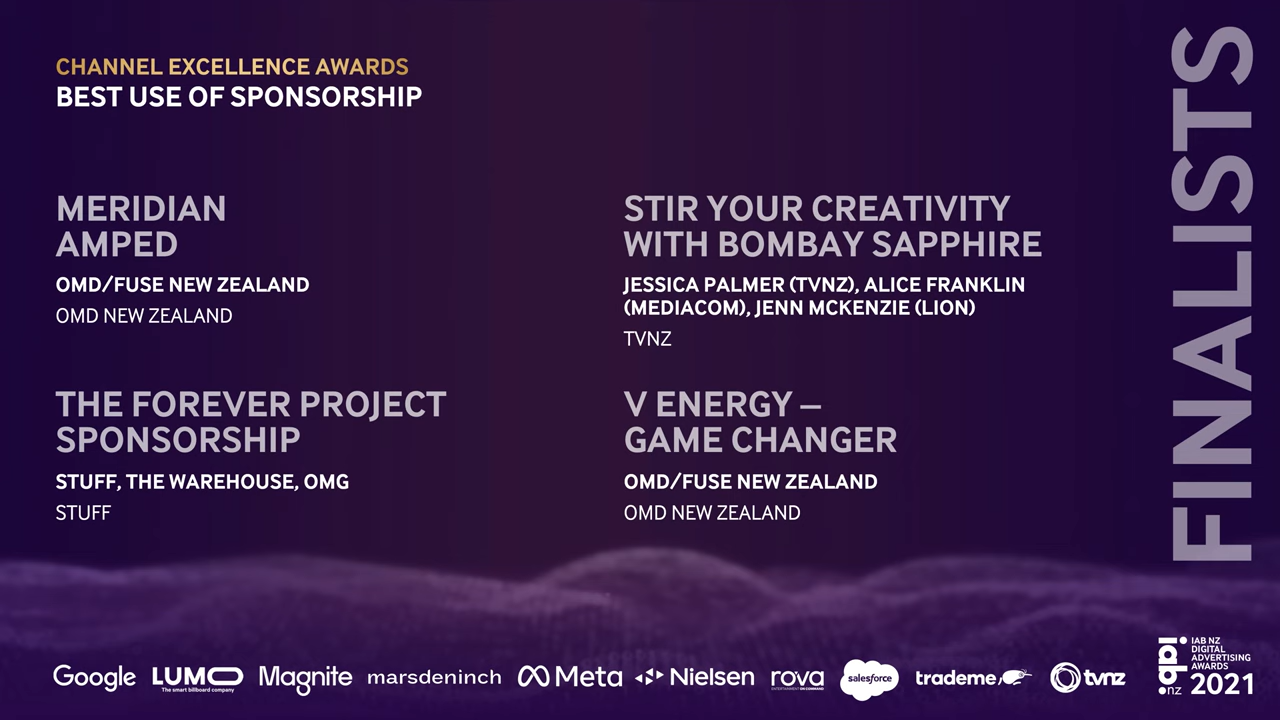 CHANNEL EXCELLENCE AWARDS
BEST USE OF SPONSORSHIP
MERIDIAN
AMPED
OMD/FUSE NEW ZEALAND
OMD NEW ZEALAND
STIR YOUR CREATIVITY
WITH BOMBAY SAPPHIRE
JESSICA PALMER (TVNZ), ALICE FRANKLIN
(MEDIACOM), JENN MCKENZIE (LION)
TVNZ
THE FOREVER PROJECT
SPONSORSHIP
STUFF, THE WAREHOUSE, OMG
STUFF
V ENERGY –
GAME CHANGER
OMD/FUSE NEW ZEALAND
OMD NEW ZEALAND
FINALISTS
Google
LUMO
The smart billboard company
Magnite
marsdeninch
Meta
Nielsen
rova
ENTERTAINMENT ON COMMAND
salesforce
trademe
tvnz
iab.nz
IAB NZ
DIGITAL
ADVERTISING
AWARDS
2021